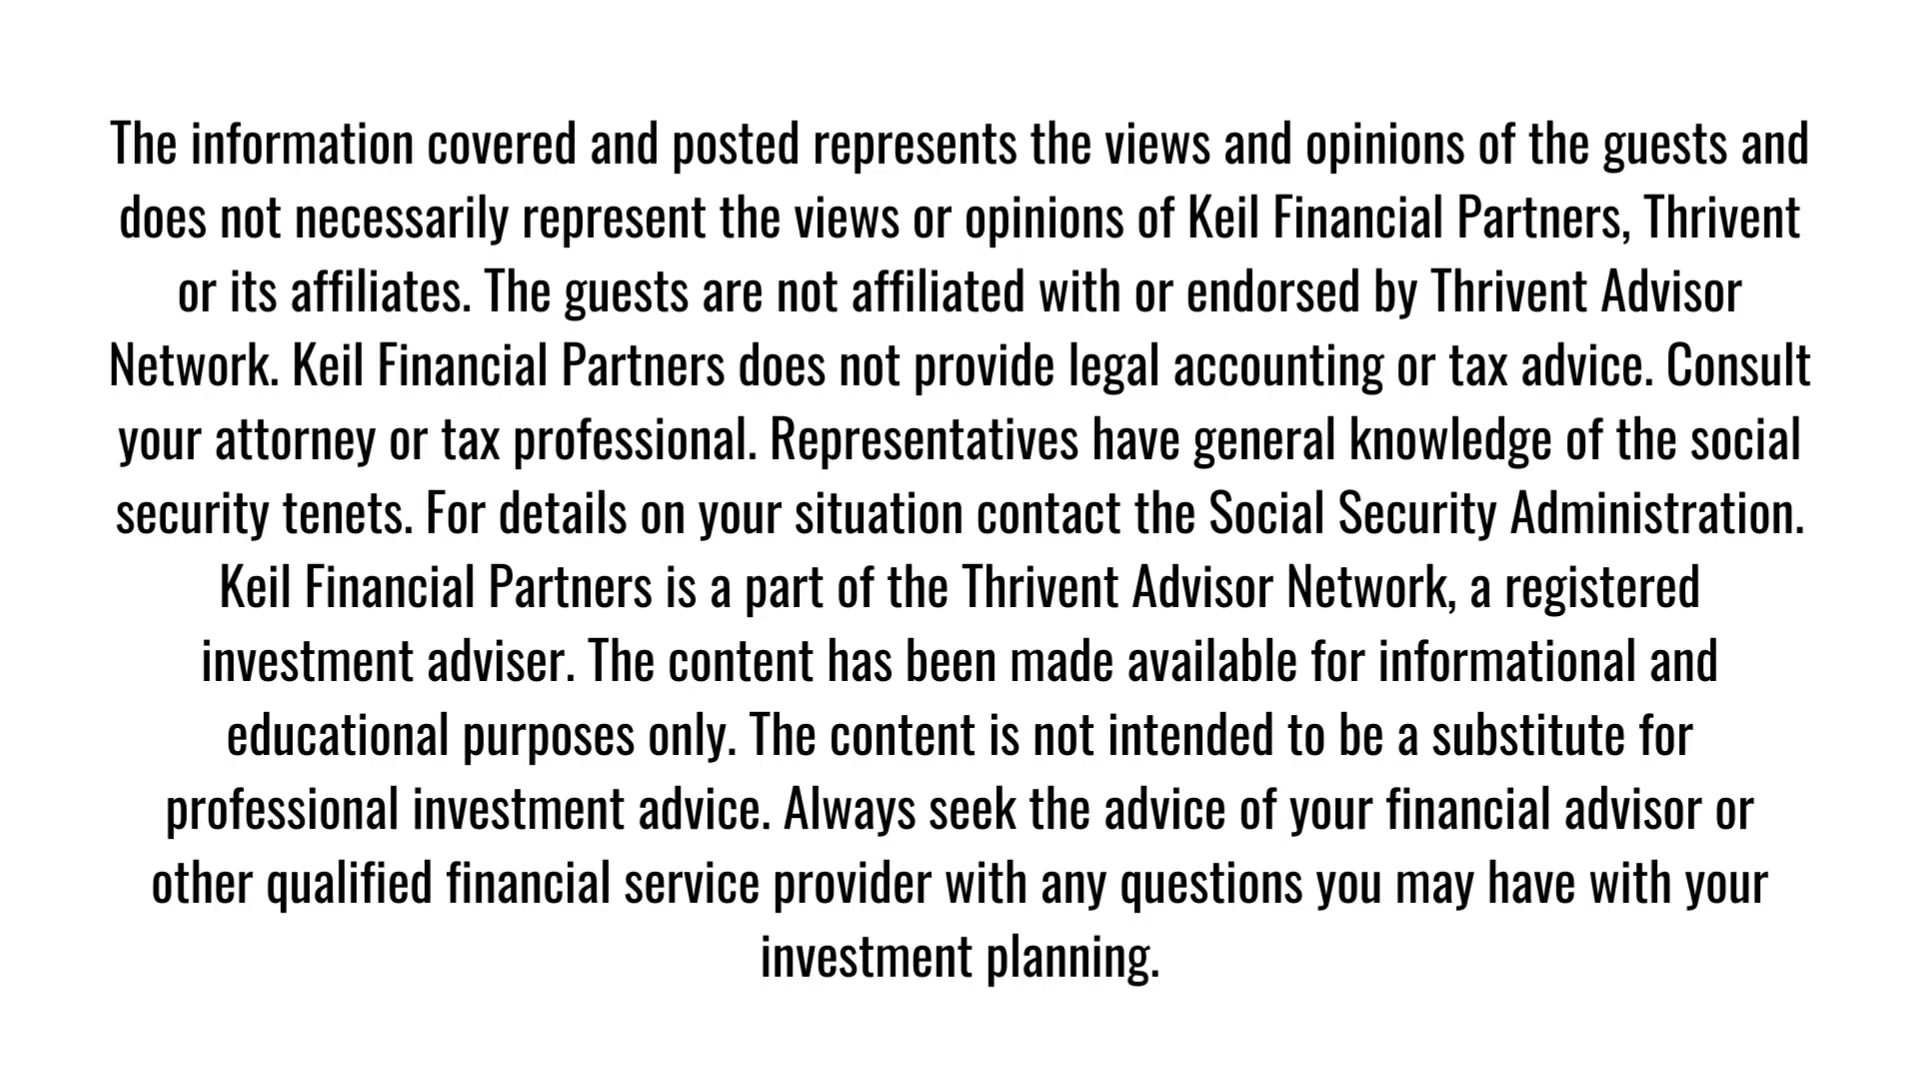 The information covered and posted represents the views and opinions of the guests and
does not necessarily represent the views or opinions of Keil Financial Partners, Thrivent
or its affiliates. The guests are not affiliated with or endorsed by Thrivent Advisor
Network. Keil Financial Partners does not provide legal accounting or tax advice. Consult
your attorney or tax professional. Representatives have general knowledge of the social
security tenets. For details on your situation contact the Social Security Administration.
Keil Financial Partners is a part of the Thrivent Advisor Network, a registered
investment adviser. The content has been made available for informational and
educational purposes only. The content is not intended to be a substitute for
professional investment advice. Always seek the advice of your financial advisor or
other qualified financial service provider with any questions you may have with your
investment planning.